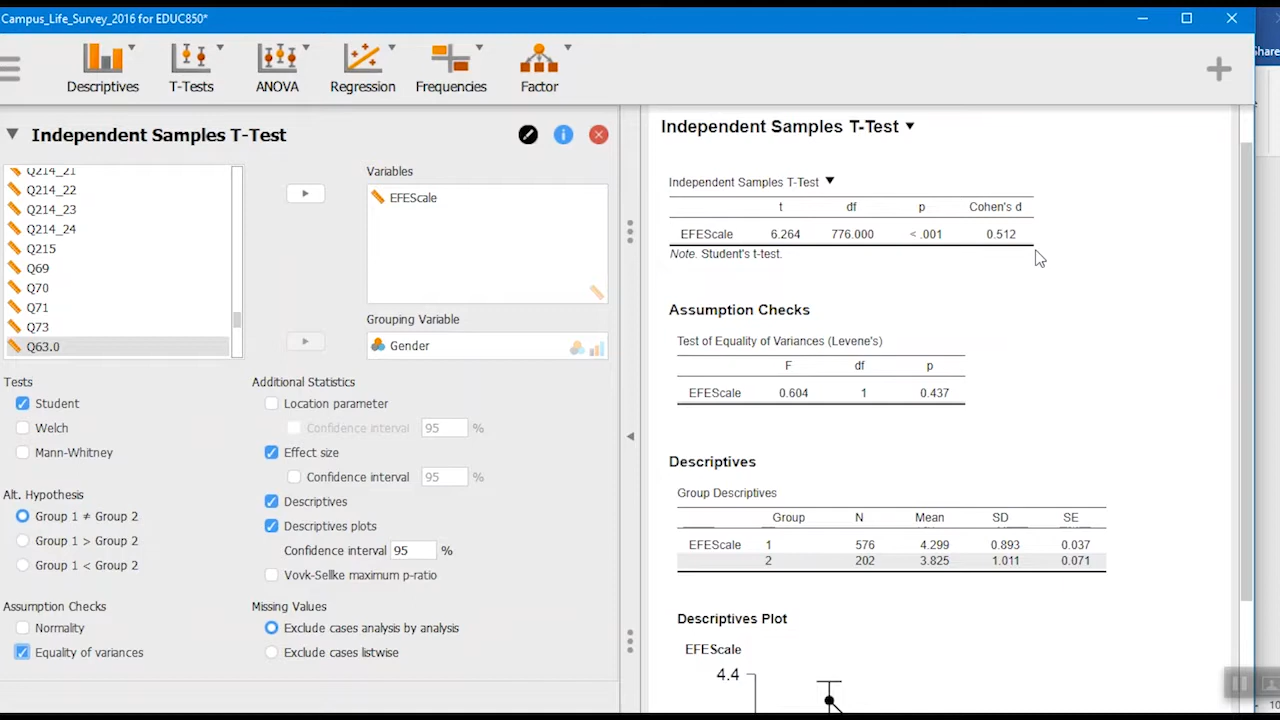 Campus_Life_Survey_2016 for EDUC850*
Share
Descriptives
T-Tests
ANOVA
Regression
Frequencies
Factor
Independent Samples T-Test
Q214_21
Q214_22
Q214_23
Q214_24
Q215
Q69
Q70
Q71
Q73
Q63.0
Variables
EFEScale
Grouping Variable
Gender
Tests
Student
Welch
Mann-Whitney
Alt. Hypothesis
Group 1 ≠ Group 2
Group 1 > Group 2
Group 1 < Group 2
Assumption Checks
Normality
Equality of variances
Additional Statistics
Location parameter
Confidence interval 95 %
Effect size
Confidence interval 95 %
Descriptives
Descriptives plots
Confidence interval 95 %
Vovk-Sellke maximum p-ratio
Missing Values
Exclude cases analysis by analysis
Exclude cases listwise
Independent Samples T-Test
Independent Samples T-Test
t df p Cohen's d
EFEScale 6.264 776.000 < .001 0.512
Note. Student's t-test.
Assumption Checks
Test of Equality of Variances (Levene's)
F df p
EFEScale 0.604 1 0.437
Descriptives
Group Descriptives
Group N Mean SD SE
EFEScale 1 576 4.299 0.893 0.037
2 202 3.825 1.011 0.071
Descriptives Plot
EFEScale
4.4